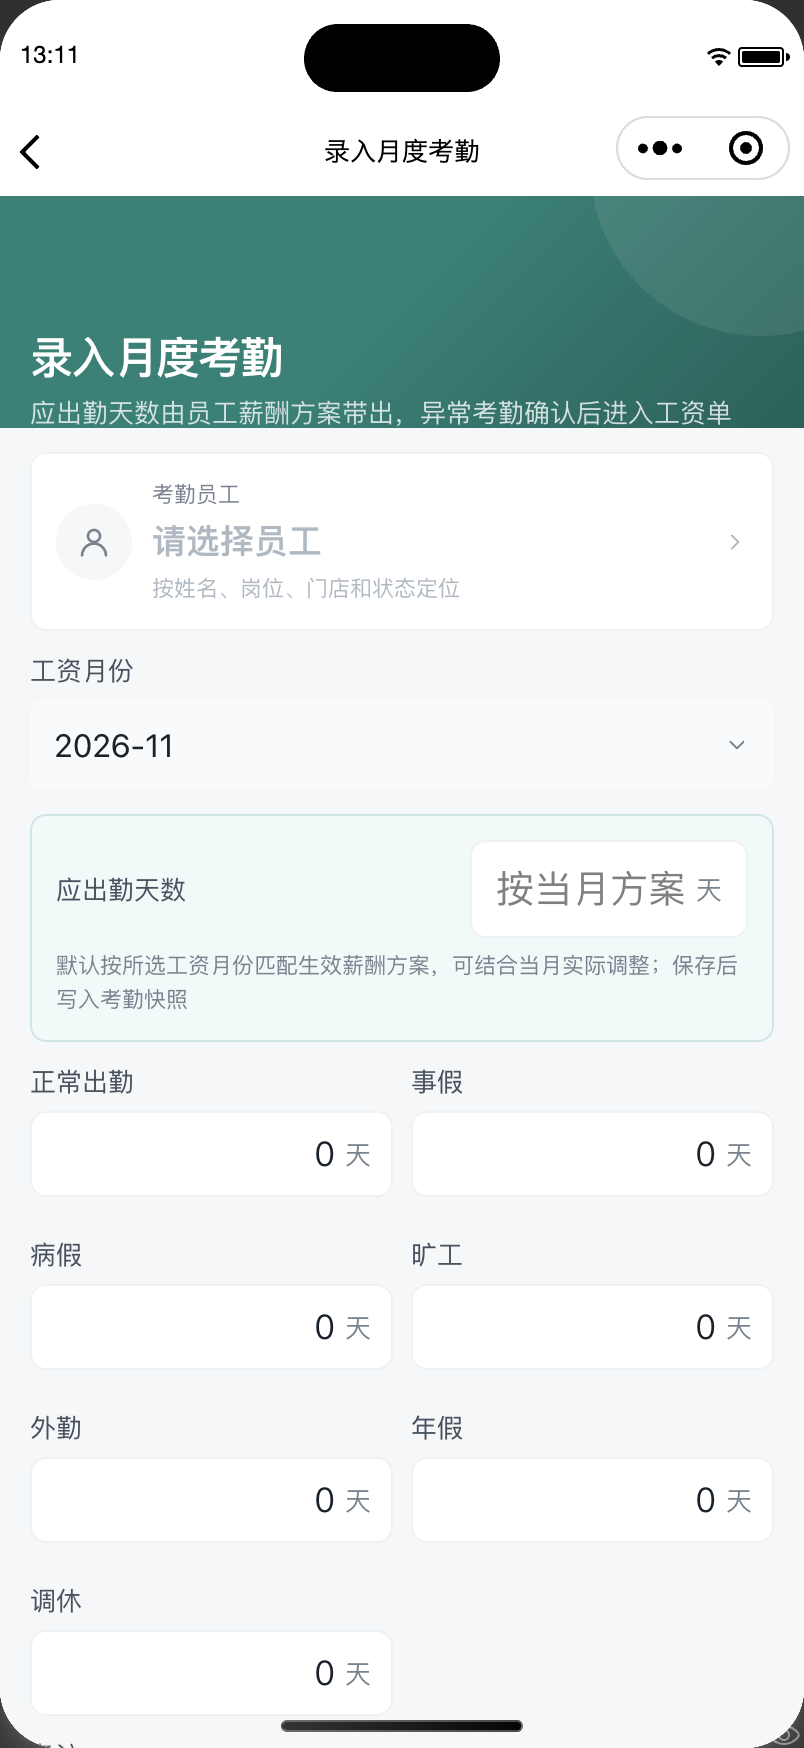 13:11
录入月度考勤
录入月度考勤
应出勤天数由员工薪酬方案带出，异常考勤确认后进入工资单
考勤员工
请选择员工
按姓名、岗位、门店和状态定位
工资月份
2026-11
应出勤天数
按当月方案 天
默认按所选工资月份匹配生效薪酬方案，可结合当月实际调整；保存后
写入考勤快照
正常出勤
事假
0 天
0 天
病假
旷工
0 天
0 天
外勤
年假
0 天
0 天
调休
0 天